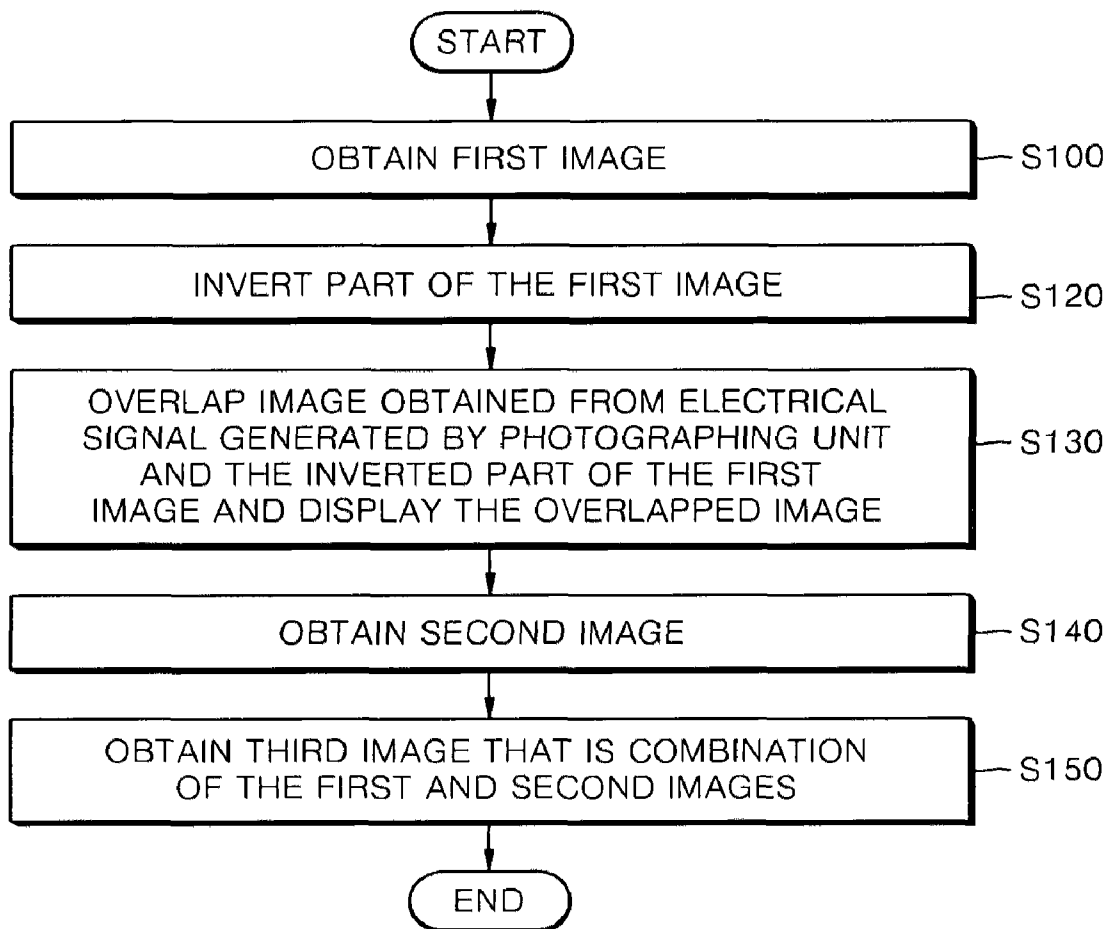 START
OBTAIN FIRST IMAGE
S100
INVERT PART OF THE FIRST IMAGE
S120
OVERLAP IMAGE OBTAINED FROM ELECTRICAL
SIGNAL GENERATED BY PHOTOGRAPHING UNIT
AND THE INVERTED PART OF THE FIRST
IMAGE AND DISPLAY THE OVERLAPPED IMAGE
S130
OBTAIN SECOND IMAGE
S140
OBTAIN THIRD IMAGE THAT IS COMBINATION
OF THE FIRST AND SECOND IMAGES
S150
END